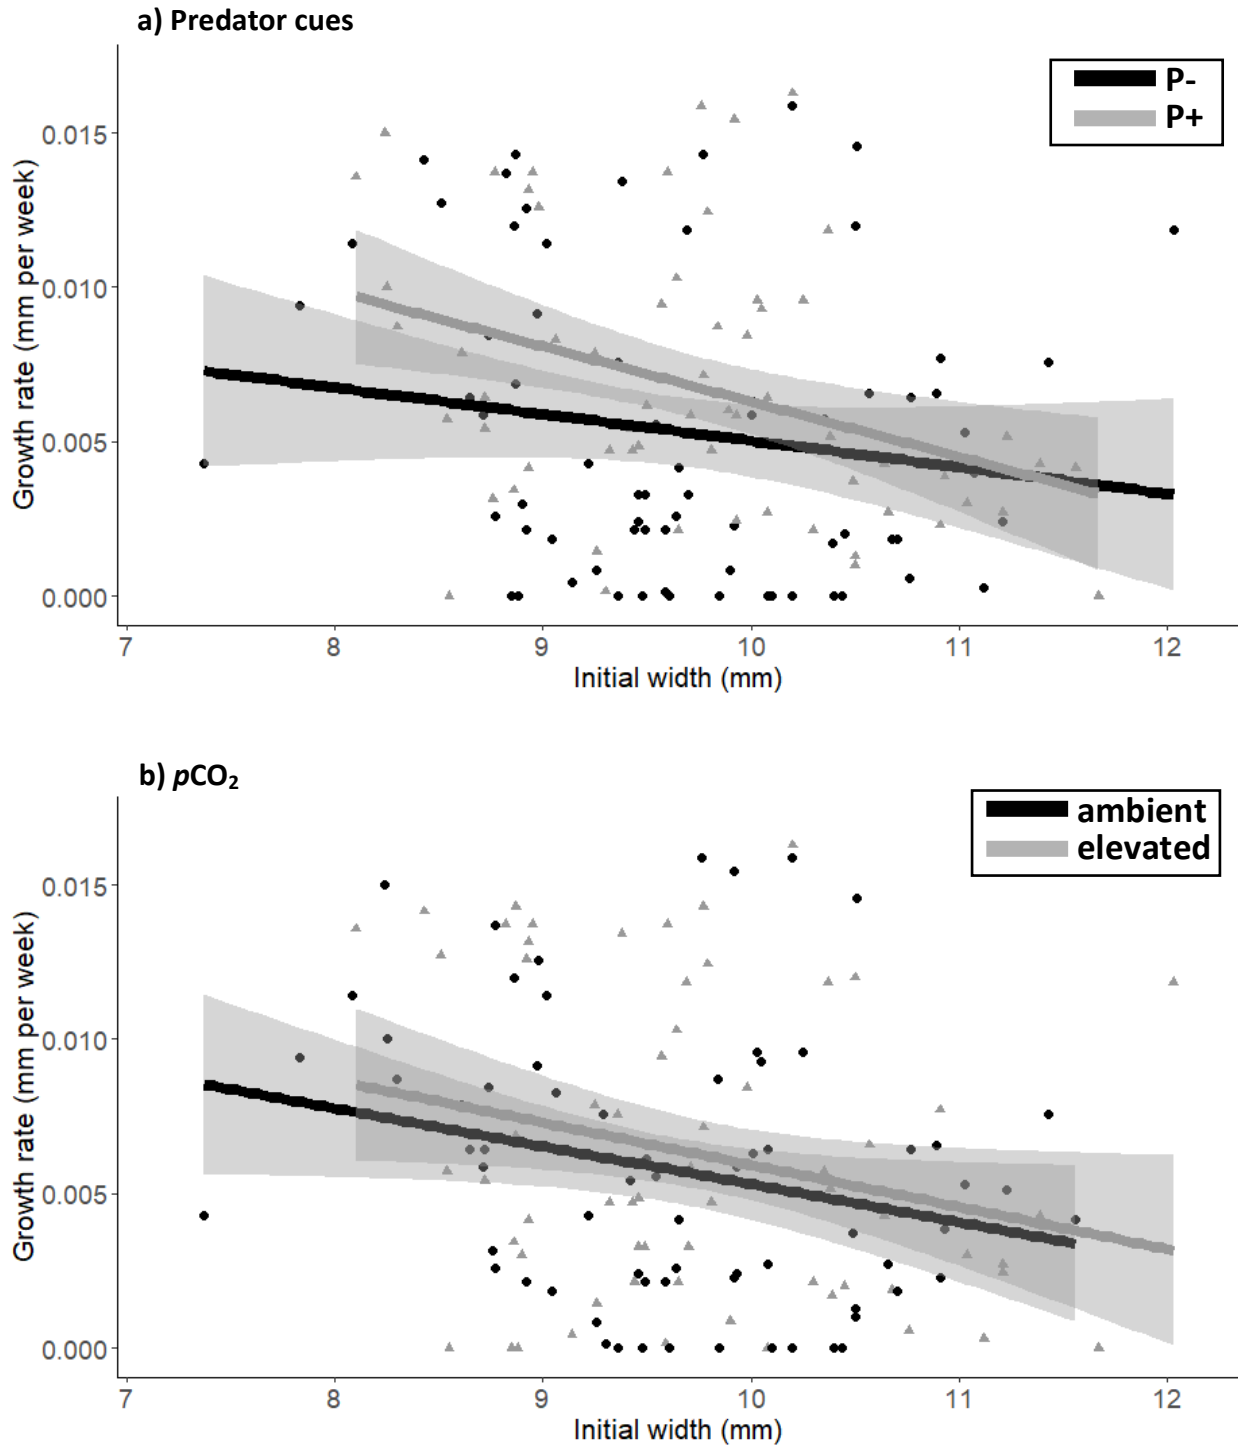 a) Predator cues
P-
P+
0.015
0.010
0.005
0.000
Growth rate (mm per week)
7 8 9 10 11 12
Initial width (mm)
b) pCO₂
ambient
elevated
0.015
0.010
0.005
0.000
Growth rate (mm per week)
7 8 9 10 11 12
Initial width (mm)